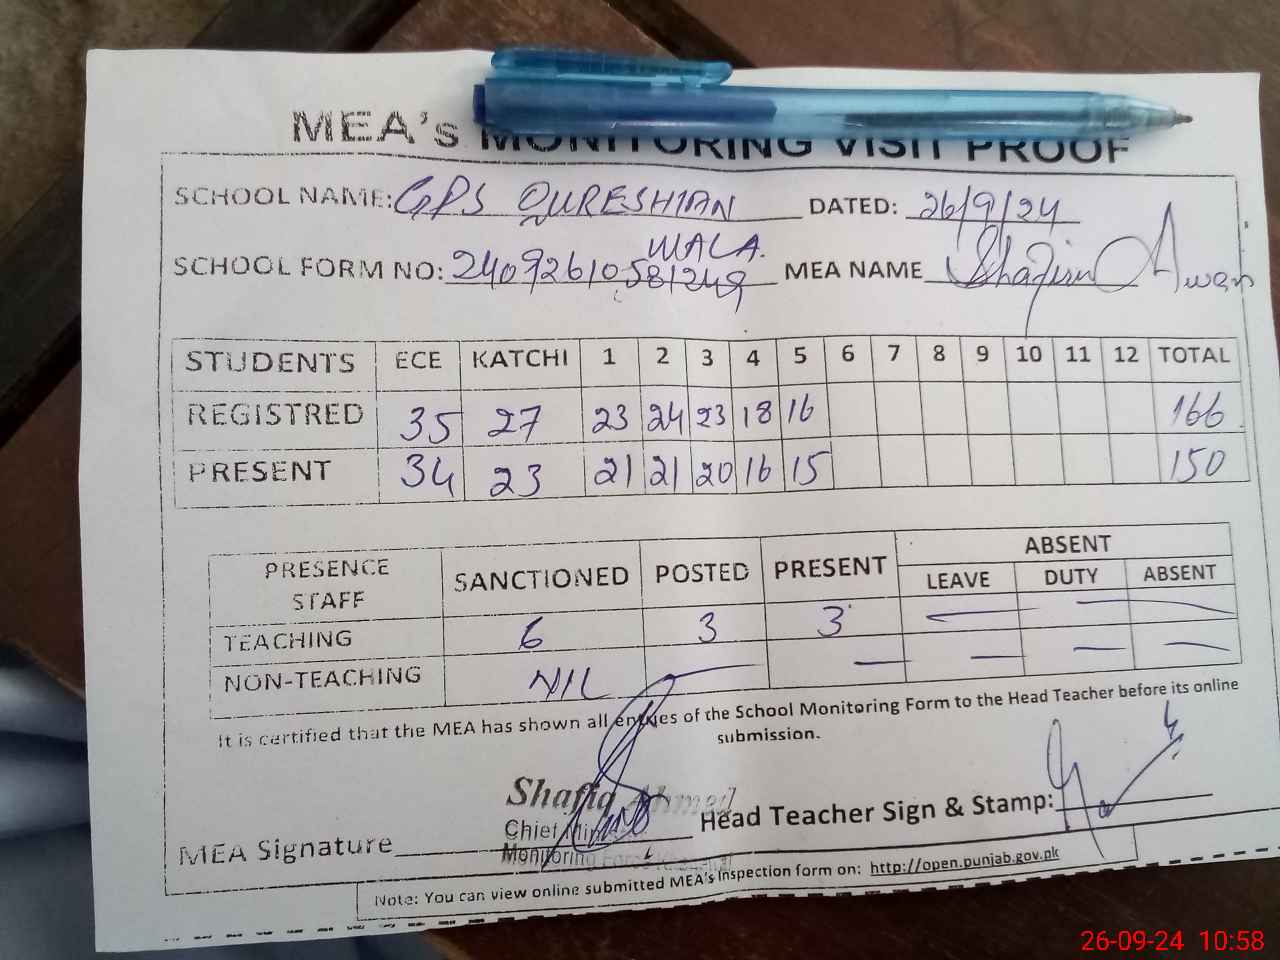 MEA's MONITORING VISIT PROOF
SCHOOL NAME: GPS QURESHIAN WALA. DATED: 26/9/24
SCHOOL FORM NO: 24092610581249 MEA NAME Awan
STUDENTS ECE KATCHI 1 2 3 4 5 6 7 8 9 10 11 12 TOTAL
REGISTRED 35 27 23 24 23 18 16 166
PRESENT 34 23 21 21 20 16 15 150
PRESENCE STAFF SANCTIONED POSTED PRESENT ABSENT
LEAVE DUTY ABSENT
TEACHING 6 3 3 — — —
NON-TEACHING NIL — — — — —
It is certified that the MEA has shown all entries of the School Monitoring Form to the Head Teacher before its online
submission.
Shafiq Ahmed
Chief
Monitoring Force
MEA Signature Head Teacher Sign & Stamp:
Note: You can view online submitted MEA's Inspection form on: http://open.punjab.gov.pk
26-09-24 10:58